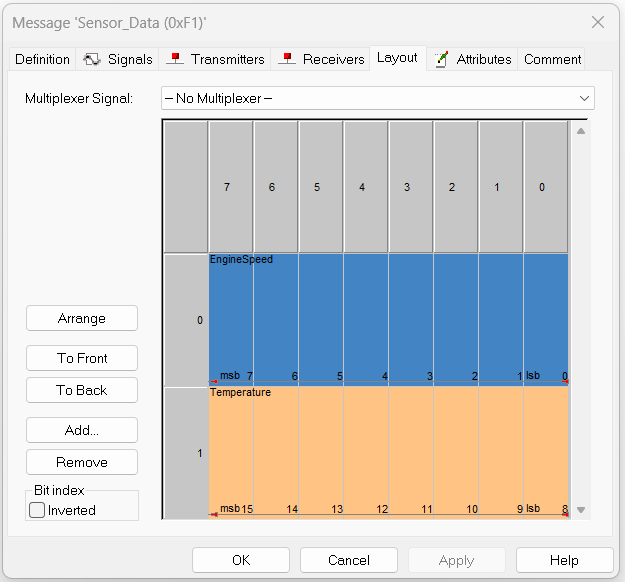 Message 'Sensor_Data (0xF1)'
Definition Signals Transmitters Receivers Layout Attributes Comment
Multiplexer Signal: -- No Multiplexer --
7 6 5 4 3 2 1 0
EngineSpeed
0
msb 7 6 5 4 3 2 1 lsb 0
Temperature
1
msb 15 14 13 12 11 10 9 lsb 8
Arrange
To Front
To Back
Add...
Remove
Bit index
Inverted
OK Cancel Apply Help